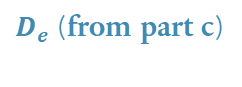 Dₑ (from part c)